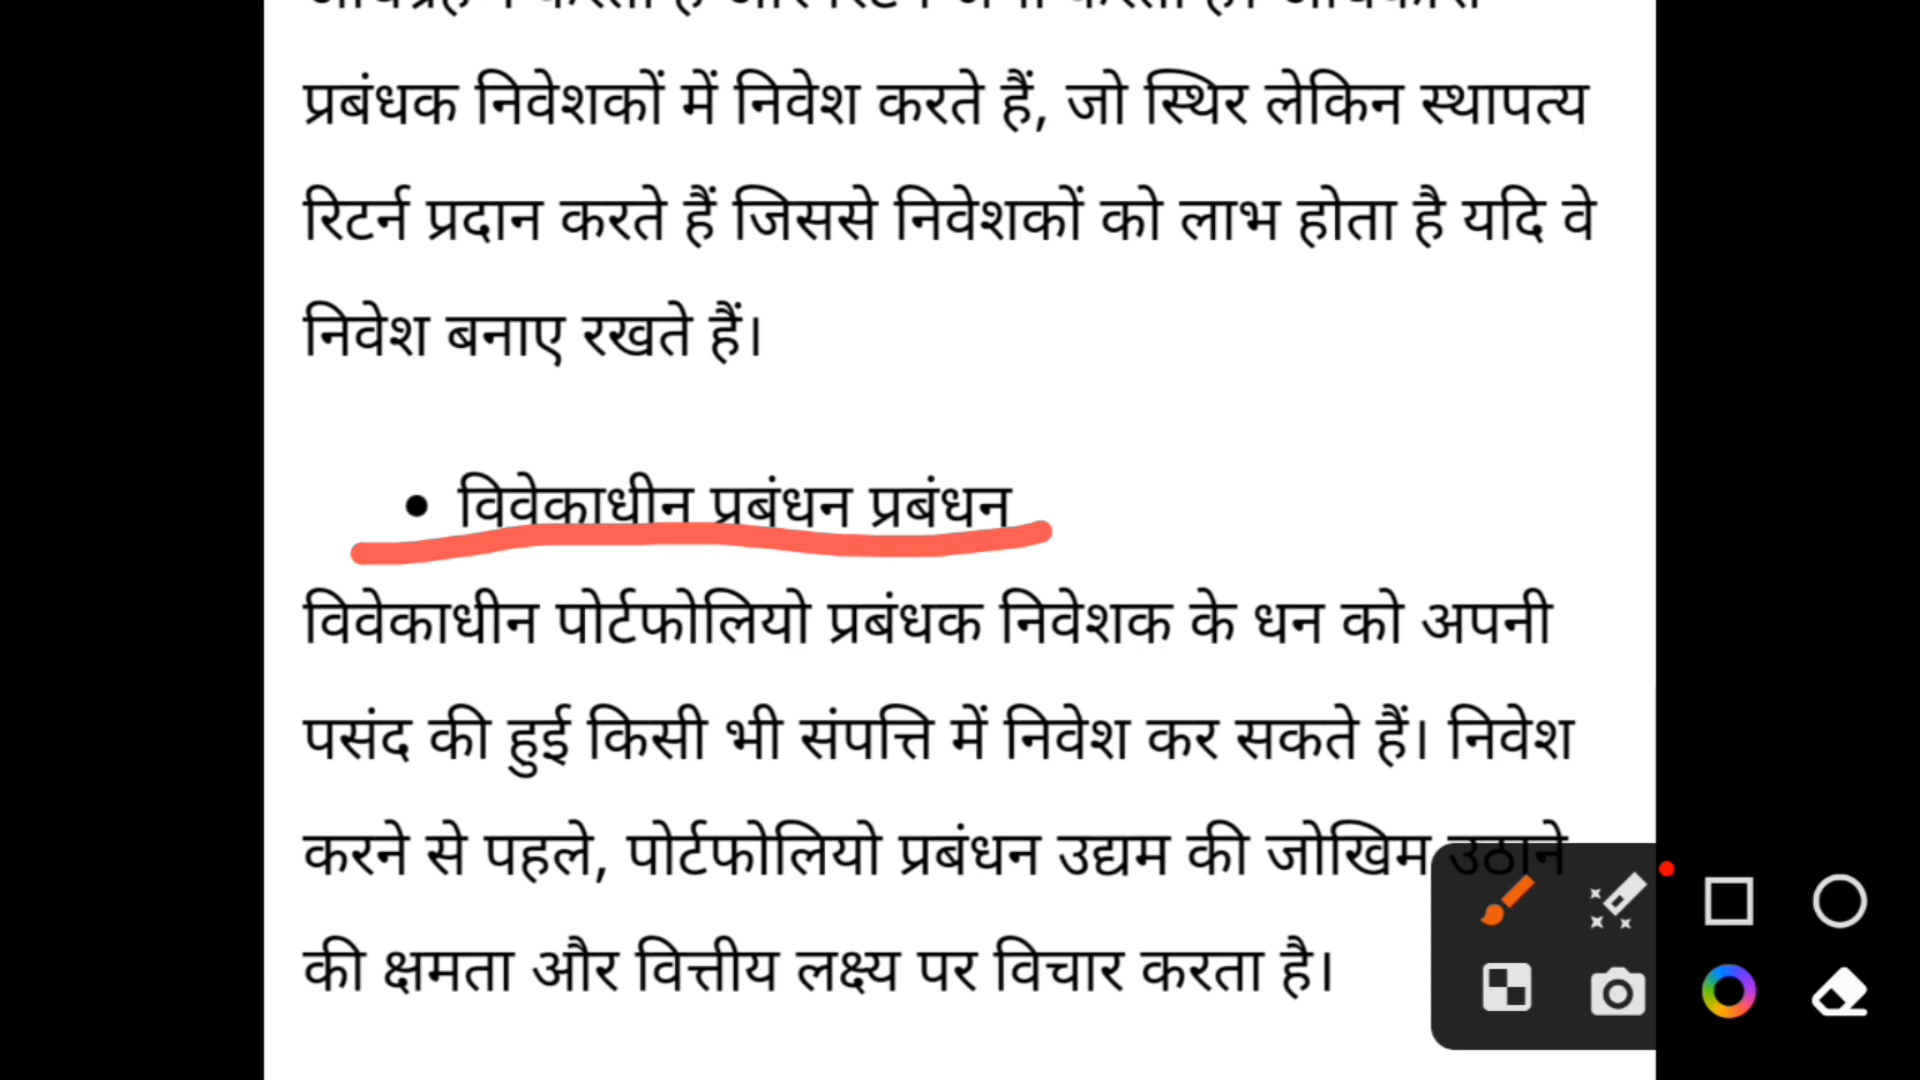 प्रबंधक निवेशकों में निवेश करते हैं, जो स्थिर लेकिन स्थापत्य
रिटर्न प्रदान करते हैं जिससे निवेशकों को लाभ होता है यदि वे
निवेश बनाए रखते हैं।
• विवेकाधीन प्रबंधन प्रबंधन
विवेकाधीन पोर्टफोलियो प्रबंधक निवेशक के धन को अपनी
पसंद की हुई किसी भी संपत्ति में निवेश कर सकते हैं। निवेश
करने से पहले, पोर्टफोलियो प्रबंधन उद्यम की जोखिम उठाने
की क्षमता और वित्तीय लक्ष्य पर विचार करता है।